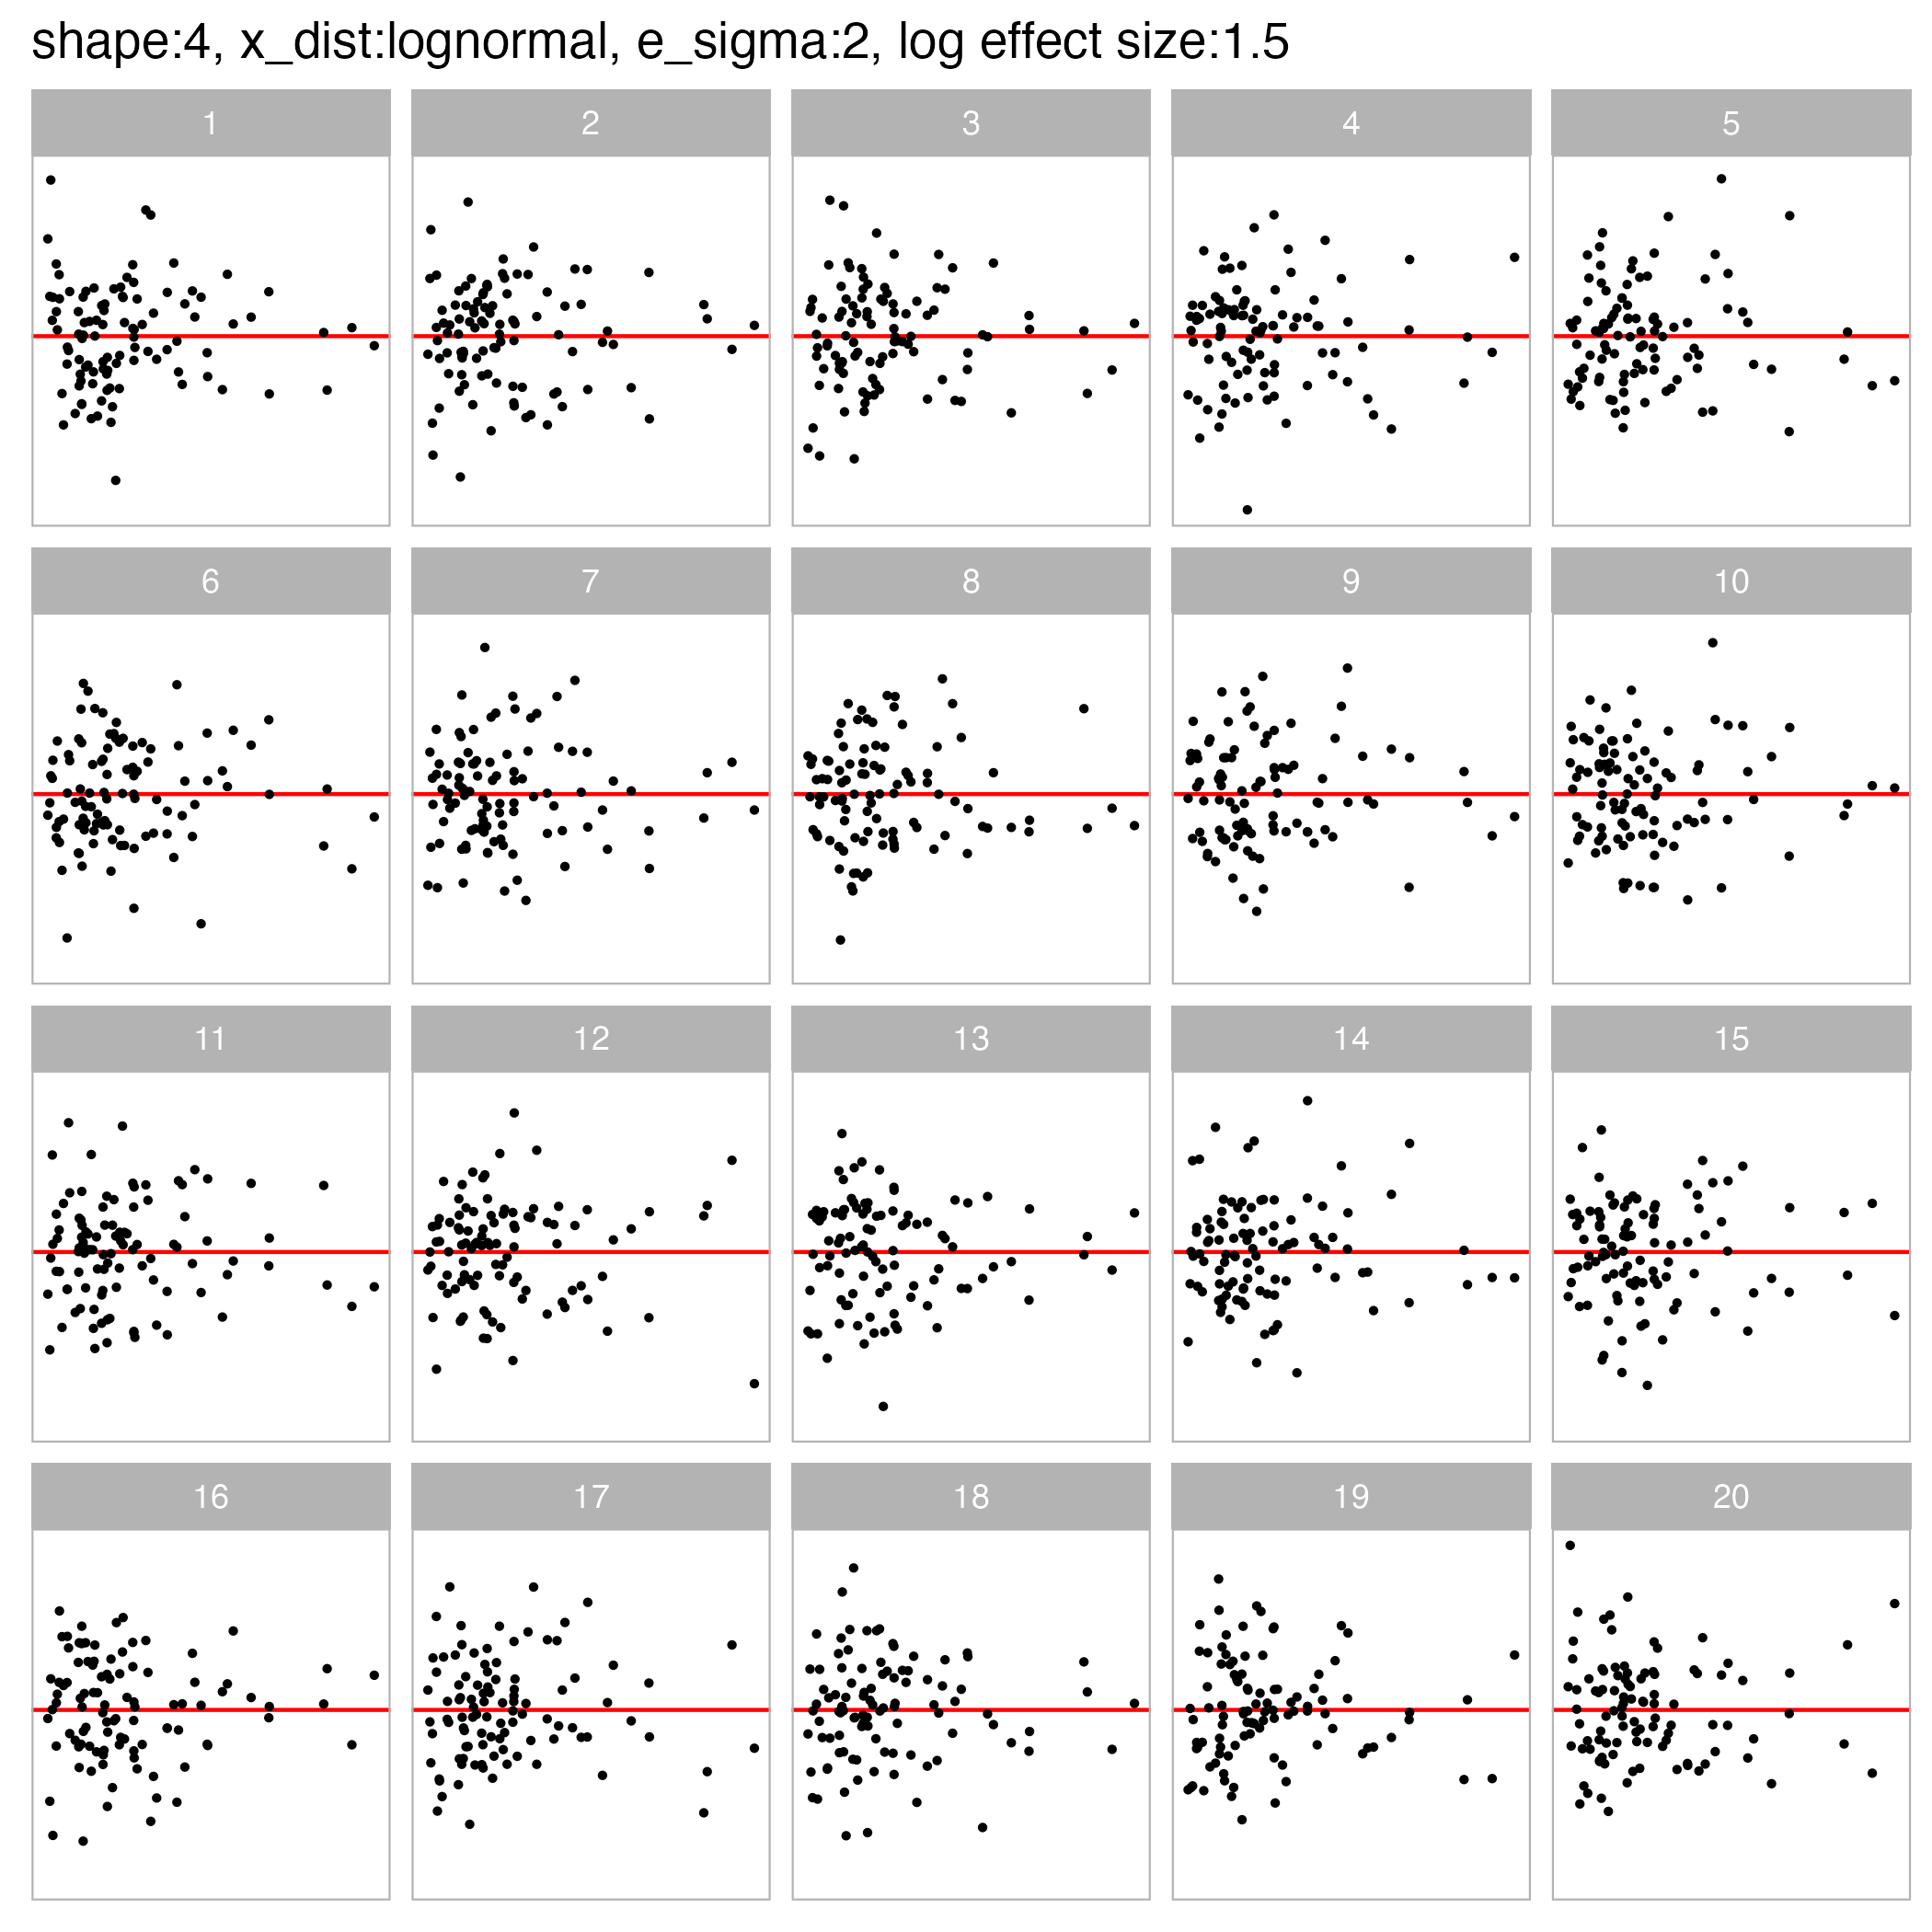 shape:4, x_dist:lognormal, e_sigma:2, log effect size:1.5
1 2 3 4 5
6 7 8 9 10
11 12 13 14 15
16 17 18 19 20